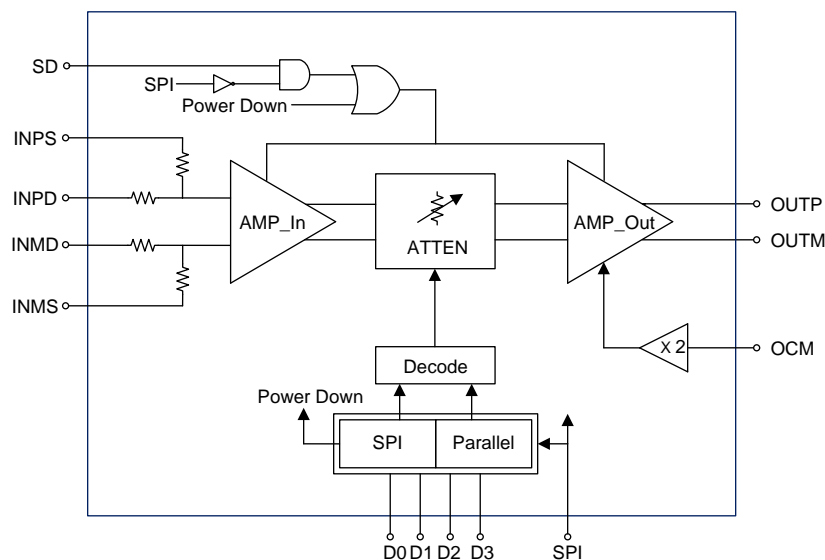 SD
SPI
Power Down
INPS
INPD
INMD
INMS
AMP_In
ATTEN
AMP_Out
OUTP
OUTM
X 2
OCM
Decode
Power Down
SPI
Parallel
D0 D1 D2 D3 SPI